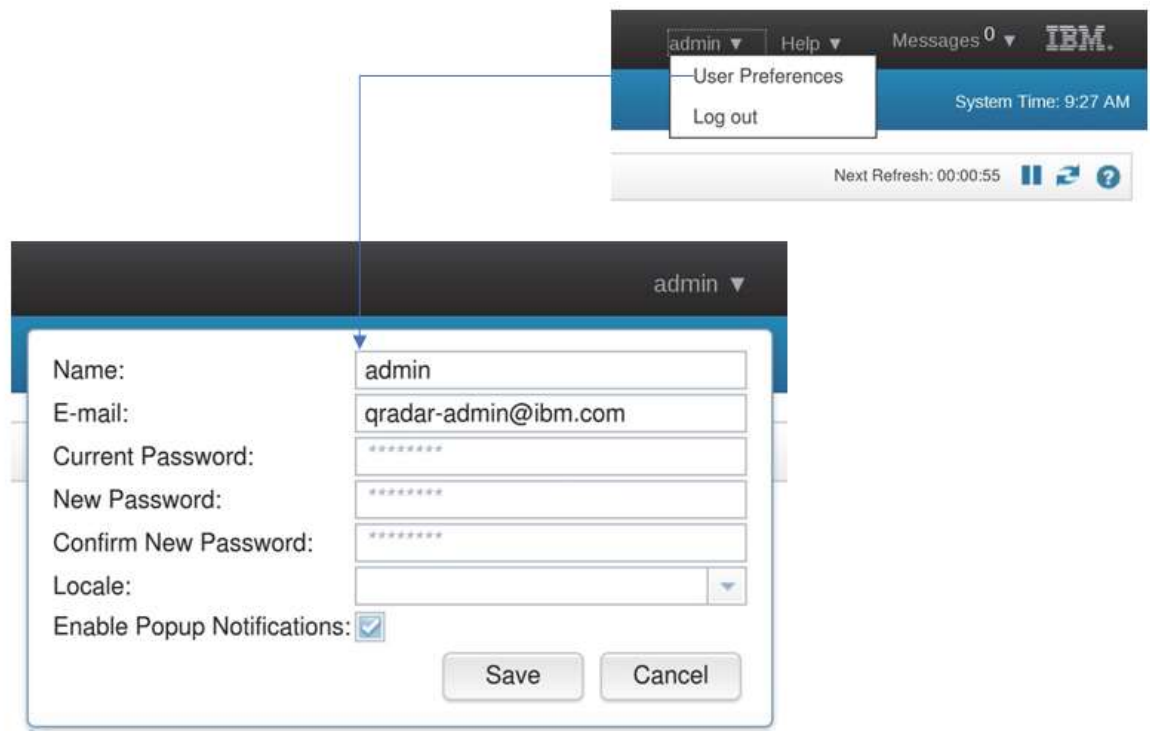 admin ▼ Help ▼ Messages 0 ▼ IBM.
User Preferences
Log out
System Time: 9:27 AM
Next Refresh: 00:00:55
admin ▼
Name: admin
E-mail: qradar-admin@ibm.com
Current Password: ********
New Password: ********
Confirm New Password: ********
Locale:
Enable Popup Notifications:
Save Cancel